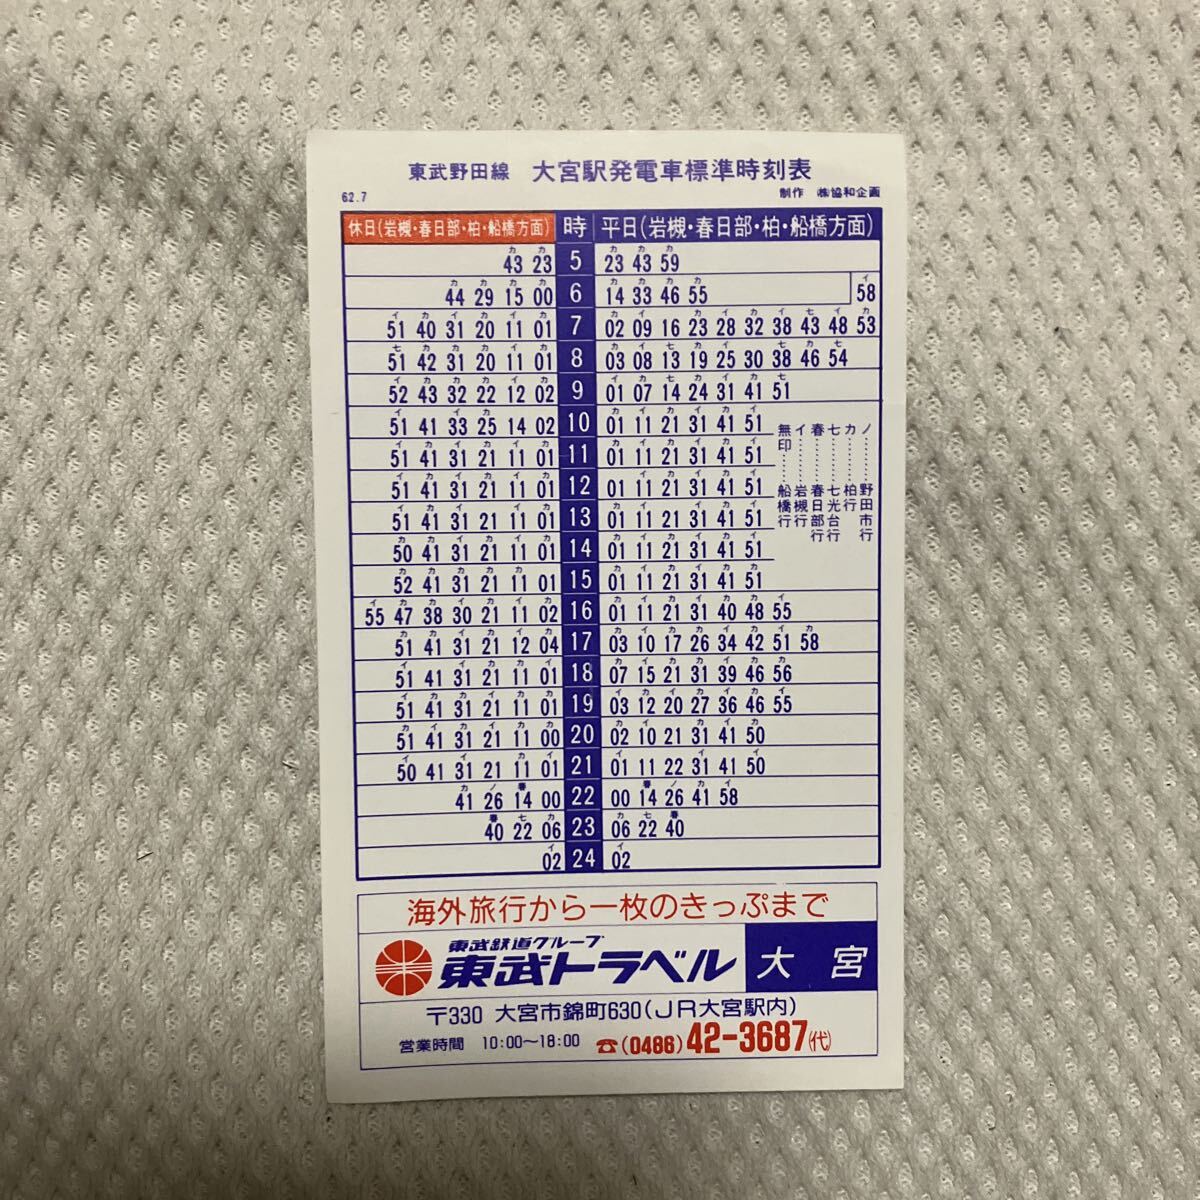 東武野田線 大宮駅発電車標準時刻表
62.7 制作 ㈱協和企画
休日(岩槻・春日部・柏・船橋方面) 時 平日(岩槻・春日部・柏・船橋方面)
43 23 5 23 43 59
44 29 15 00 6 14 33 46 55 58
51 40 31 20 11 01 7 02 09 16 23 28 32 38 43 48 53
51 42 31 20 11 01 8 03 08 13 19 25 30 38 46 54
52 43 32 22 12 02 9 01 07 14 24 31 41 51
51 41 33 25 14 02 10 01 11 21 31 41 51
51 41 31 21 11 01 11 01 11 21 31 41 51
51 41 31 21 11 01 12 01 11 21 31 41 51
51 41 31 21 11 01 13 01 11 21 31 41 51
50 41 31 21 11 01 14 01 11 21 31 41 51
52 41 31 21 11 01 15 01 11 21 31 41 51
55 47 38 30 21 11 02 16 01 11 21 31 40 48 55
51 41 31 21 12 04 17 03 10 17 26 34 42 51 58
51 41 31 21 11 01 18 07 15 21 31 39 46 56
51 41 31 21 11 01 19 03 12 20 27 36 46 55
51 41 31 21 11 00 20 02 10 21 31 41 50
50 41 31 21 11 01 21 01 11 22 31 41 50
41 26 14 00 22 00 14 26 41 58
40 22 06 23 06 22 40
02 24 02
ノ……野田市行
カ……柏行
七……七光台行
春……春日部行
イ……岩槻行
無印……船橋行
海外旅行から一枚のきっぷまで
東武鉄道グループ
東武トラベル 大宮
〒330 大宮市錦町630(JR大宮駅内)
営業時間 10:00〜18:00 ☎(0486)42-3687(代)